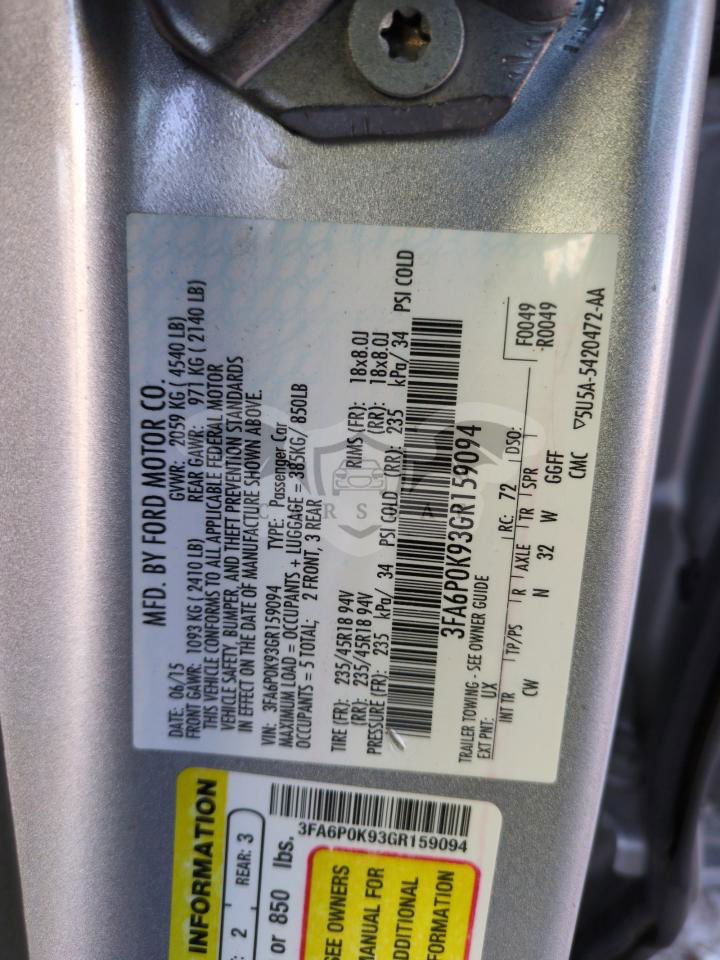 MFD. BY FORD MOTOR CO.
DATE: 06/15 GVWR: 2059 KG ( 4540 LB)
FRONT GAWR: 1093 KG ( 2410 LB) REAR GAWR: 971 KG ( 2140 LB)
THIS VEHICLE CONFORMS TO ALL APPLICABLE FEDERAL MOTOR
VEHICLE SAFETY, BUMPER, AND THEFT PREVENTION STANDARDS
IN EFFECT ON THE DATE OF MANUFACTURE SHOWN ABOVE.
VIN: 3FA6P0K93GR159094 TYPE: Passenger Car
MAXIMUM LOAD = OCCUPANTS + LUGGAGE = 385KG/ 850LB
OCCUPANTS = 5 TOTAL; 2 FRONT, 3 REAR
TIRE (FR): 235/45R18 94V RIMS (FR): 18x8.0J
(RR): 235/45R18 94V (RR): 18x8.0J
PRESSURE (FR): 235 kPa/ 34 PSI COLD (RR): 235 kPa/ 34 PSI COLD
3FA6P0K93GR159094
TRAILER TOWING - SEE OWNER GUIDE
EXT PNT: UX RC: 72 DSO: F0049
R0049
INT TR TP/PS R AXLE TR SPR
CW N 32 W GGFF
CMC ▽5U5A-5420472-AA
C RS A
INFORMATION
2 REAR: 3
or 850 lbs.
3FA6P0K93GR159094
SEE OWNERS
MANUAL FOR
ADDITIONAL
INFORMATION